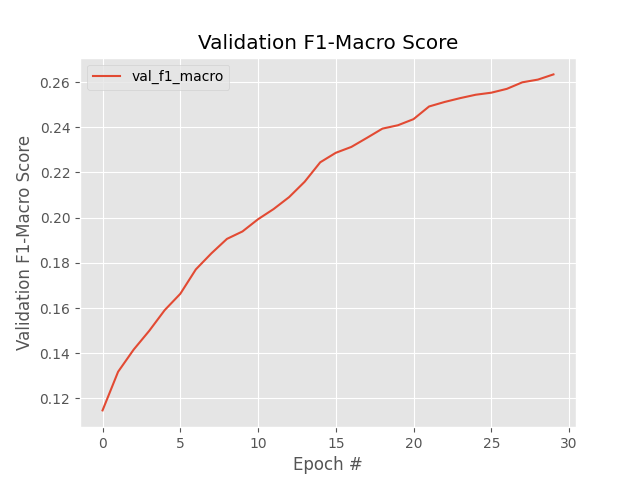 Validation F1-Macro Score
val_f1_macro
0.26
0.24
0.22
0.20
0.18
0.16
0.14
0.12
Validation F1-Macro Score
0 5 10 15 20 25 30
Epoch #